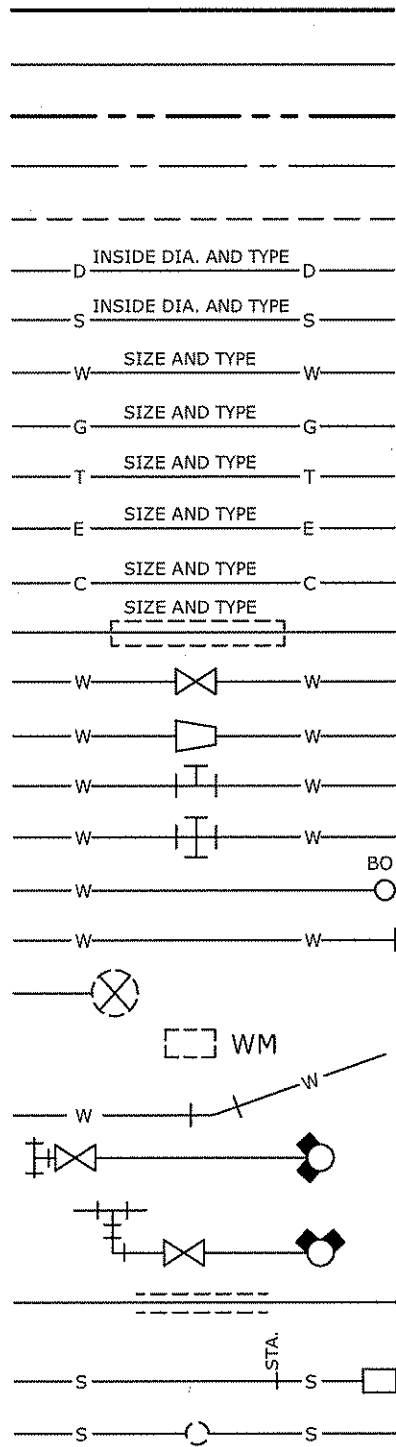 INSIDE DIA. AND TYPE
D D
INSIDE DIA. AND TYPE
S S
SIZE AND TYPE
W W
SIZE AND TYPE
G G
SIZE AND TYPE
T T
SIZE AND TYPE
E E
SIZE AND TYPE
C C
SIZE AND TYPE
W W
W W
W W
W W
BO
W
W W
WM
W W
STA.
S S
S S